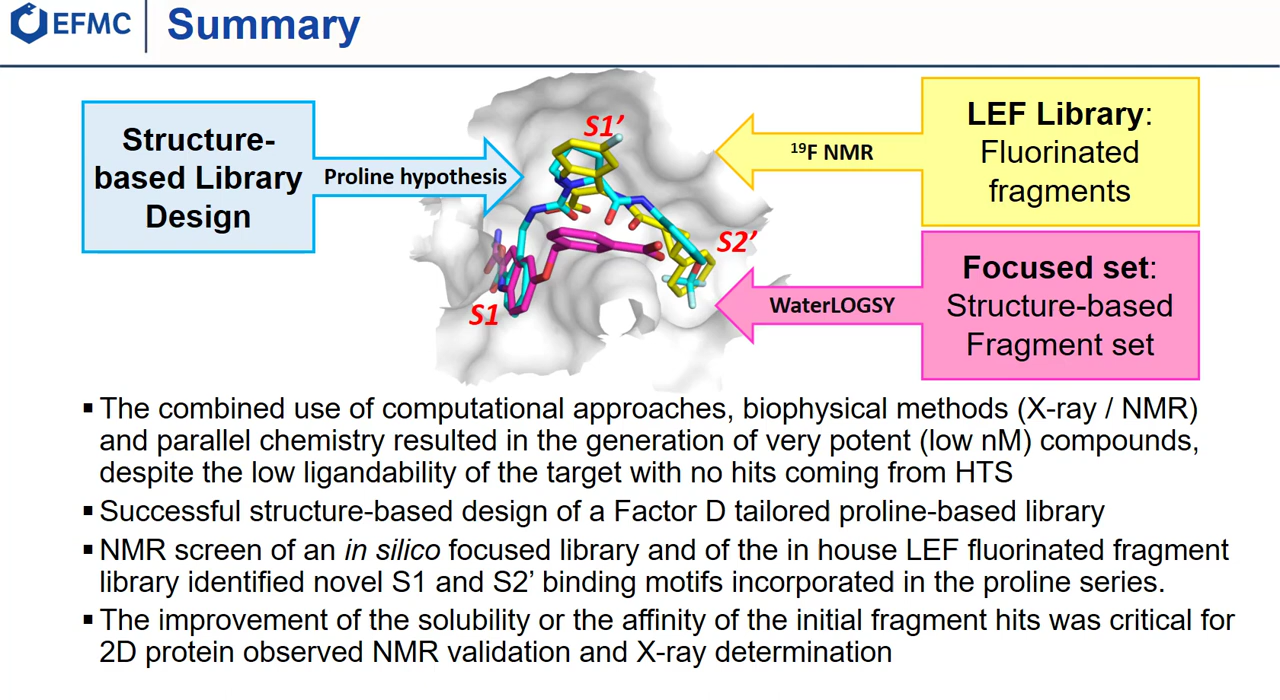 EFMC
Summary
Structure-
based Library
Design
Proline hypothesis
S1’
S2’
S1
¹⁹F NMR
LEF Library:
Fluorinated
fragments
WaterLOGSY
Focused set:
Structure-based
Fragment set
▪ The combined use of computational approaches, biophysical methods (X-ray / NMR)
and parallel chemistry resulted in the generation of very potent (low nM) compounds,
despite the low ligandability of the target with no hits coming from HTS
▪ Successful structure-based design of a Factor D tailored proline-based library
▪ NMR screen of an in silico focused library and of the in house LEF fluorinated fragment
library identified novel S1 and S2’ binding motifs incorporated in the proline series.
▪ The improvement of the solubility or the affinity of the initial fragment hits was critical for
2D protein observed NMR validation and X-ray determination